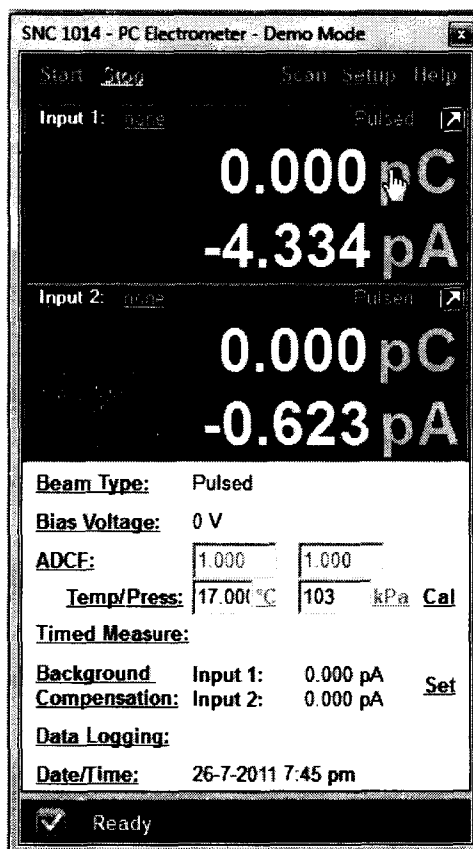 SNC 1014 - PC Electrometer - Demo Mode x
Start Stop Scan Setup Help
Input 1: none Pulsed
0.000 pC
-4.334 pA
Input 2: none Pulsed
0.000 pC
-0.623 pA
Beam Type: Pulsed
Bias Voltage: 0 V
ADCF: 1.000 1.000
Temp/Press: 17.00( °C 103 kPa Cal
Timed Measure:
Background Input 1: 0.000 pA
Compensation: Input 2: 0.000 pA Set
Data Logging:
Date/Time: 26-7-2011 7:45 pm
Ready